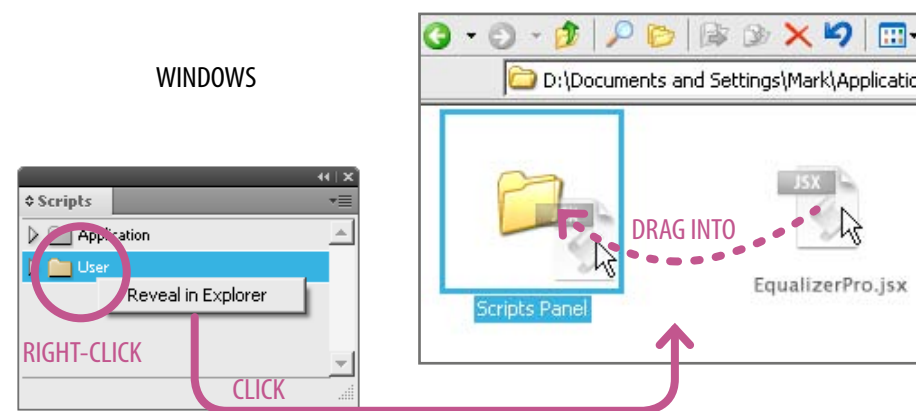 WINDOWS
D:\Documents and Settings\Mark\Applicatio
Scripts
Application
User
Reveal in Explorer
RIGHT-CLICK
CLICK
JSX
DRAG INTO
EqualizerPro.jsx
Scripts Panel